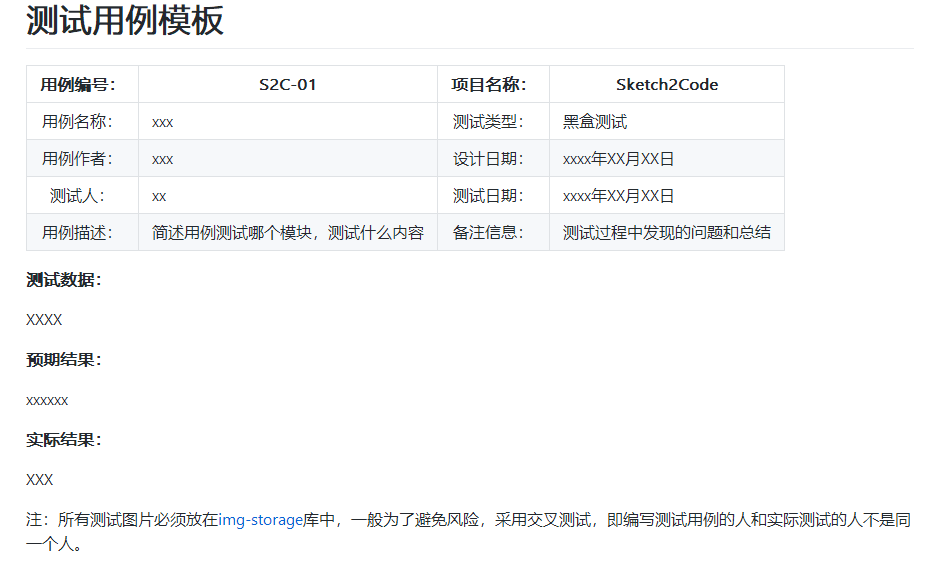 测试用例模板
用例编号： S2C-01 项目名称： Sketch2Code
用例名称： xxx 测试类型： 黑盒测试
用例作者： xxx 设计日期： xxxx年XX月XX日
测试人： xx 测试日期： xxxx年XX月XX日
用例描述： 简述用例测试哪个模块，测试什么内容 备注信息： 测试过程中发现的问题和总结
测试数据：
XXXX
预期结果：
xxxxxx
实际结果：
XXX
注：所有测试图片必须放在img-storage库中，一般为了避免风险，采用交叉测试，即编写测试用例的人和实际测试的人不是同
一个人。